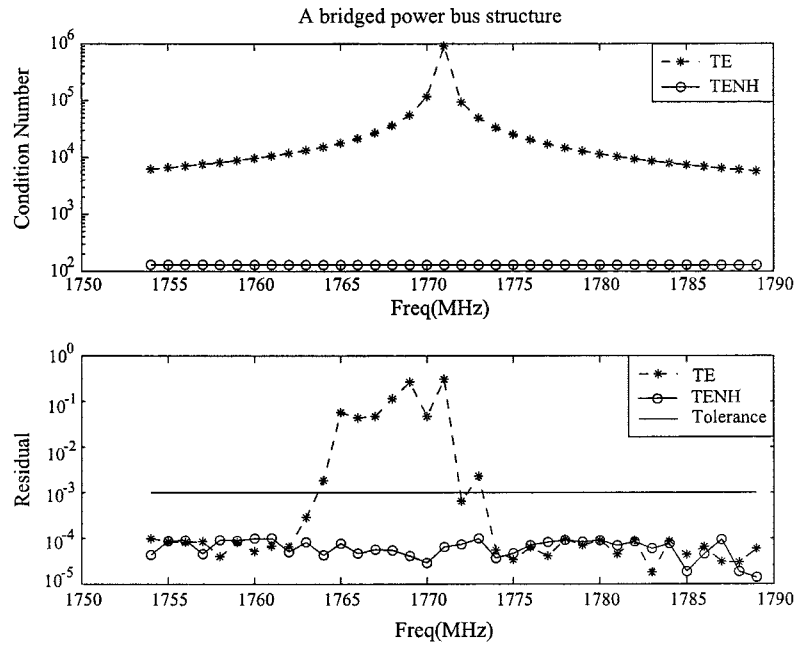 A bridged power bus structure
Condition Number
10^6
10^5
10^4
10^3
10^2
TE
TENH
1750 1755 1760 1765 1770 1775 1780 1785 1790
Freq(MHz)
Residual
10^0
10^-1
10^-2
10^-3
10^-4
10^-5
TE
TENH
Tolerance
1750 1755 1760 1765 1770 1775 1780 1785 1790
Freq(MHz)